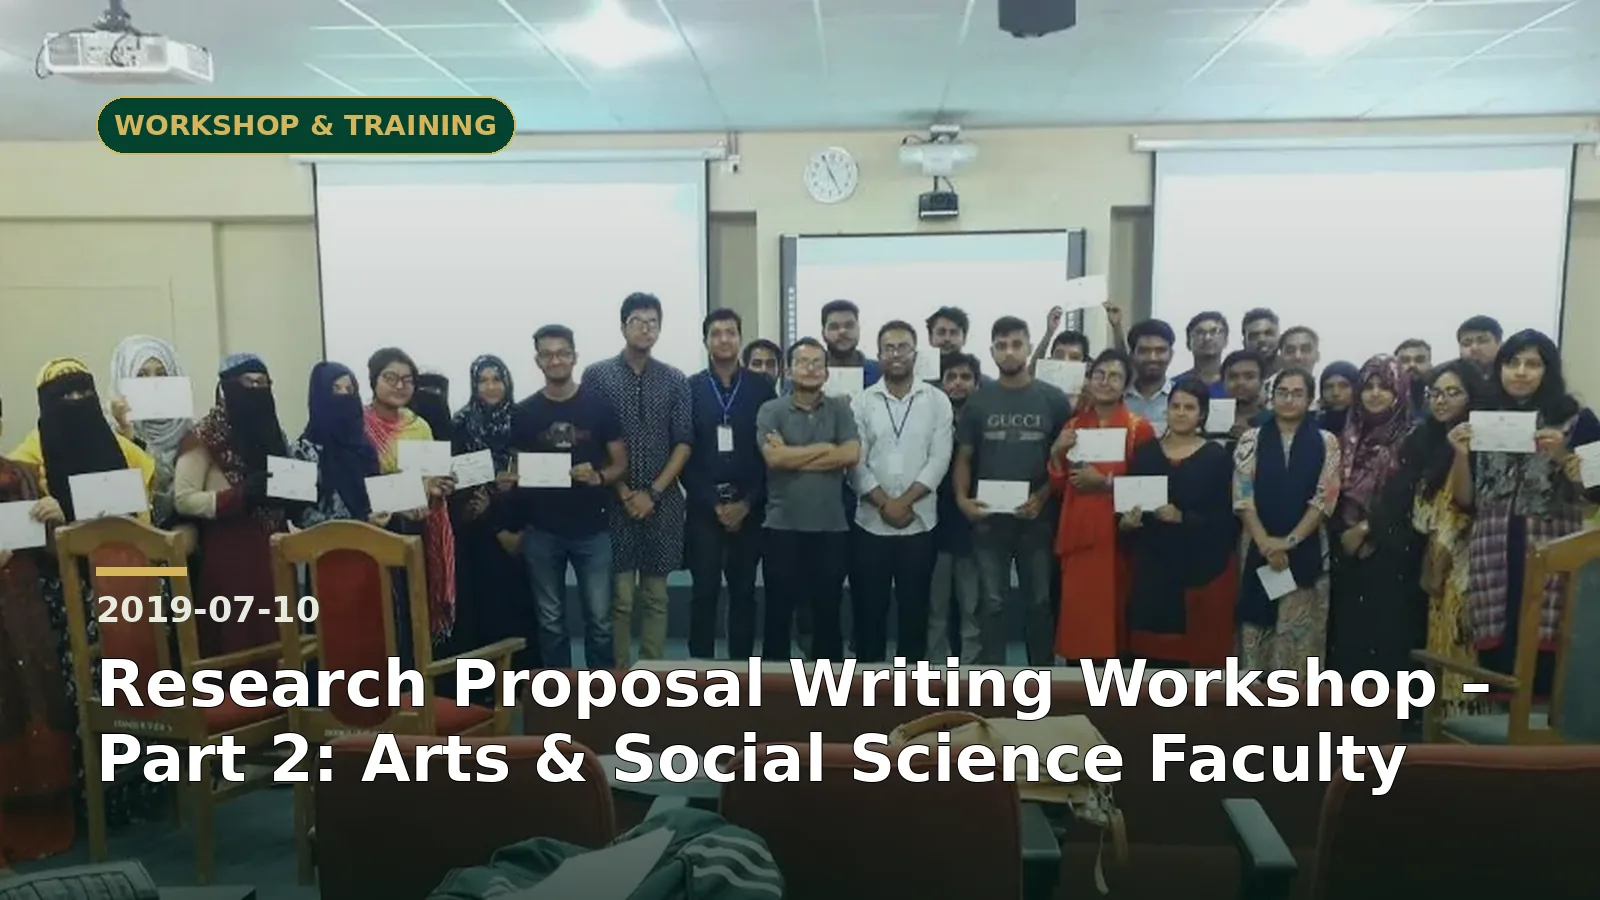 WORKSHOP & TRAINING
GUCCI
2019-07-10
Research Proposal Writing Workshop –
Part 2: Arts & Social Science Faculty